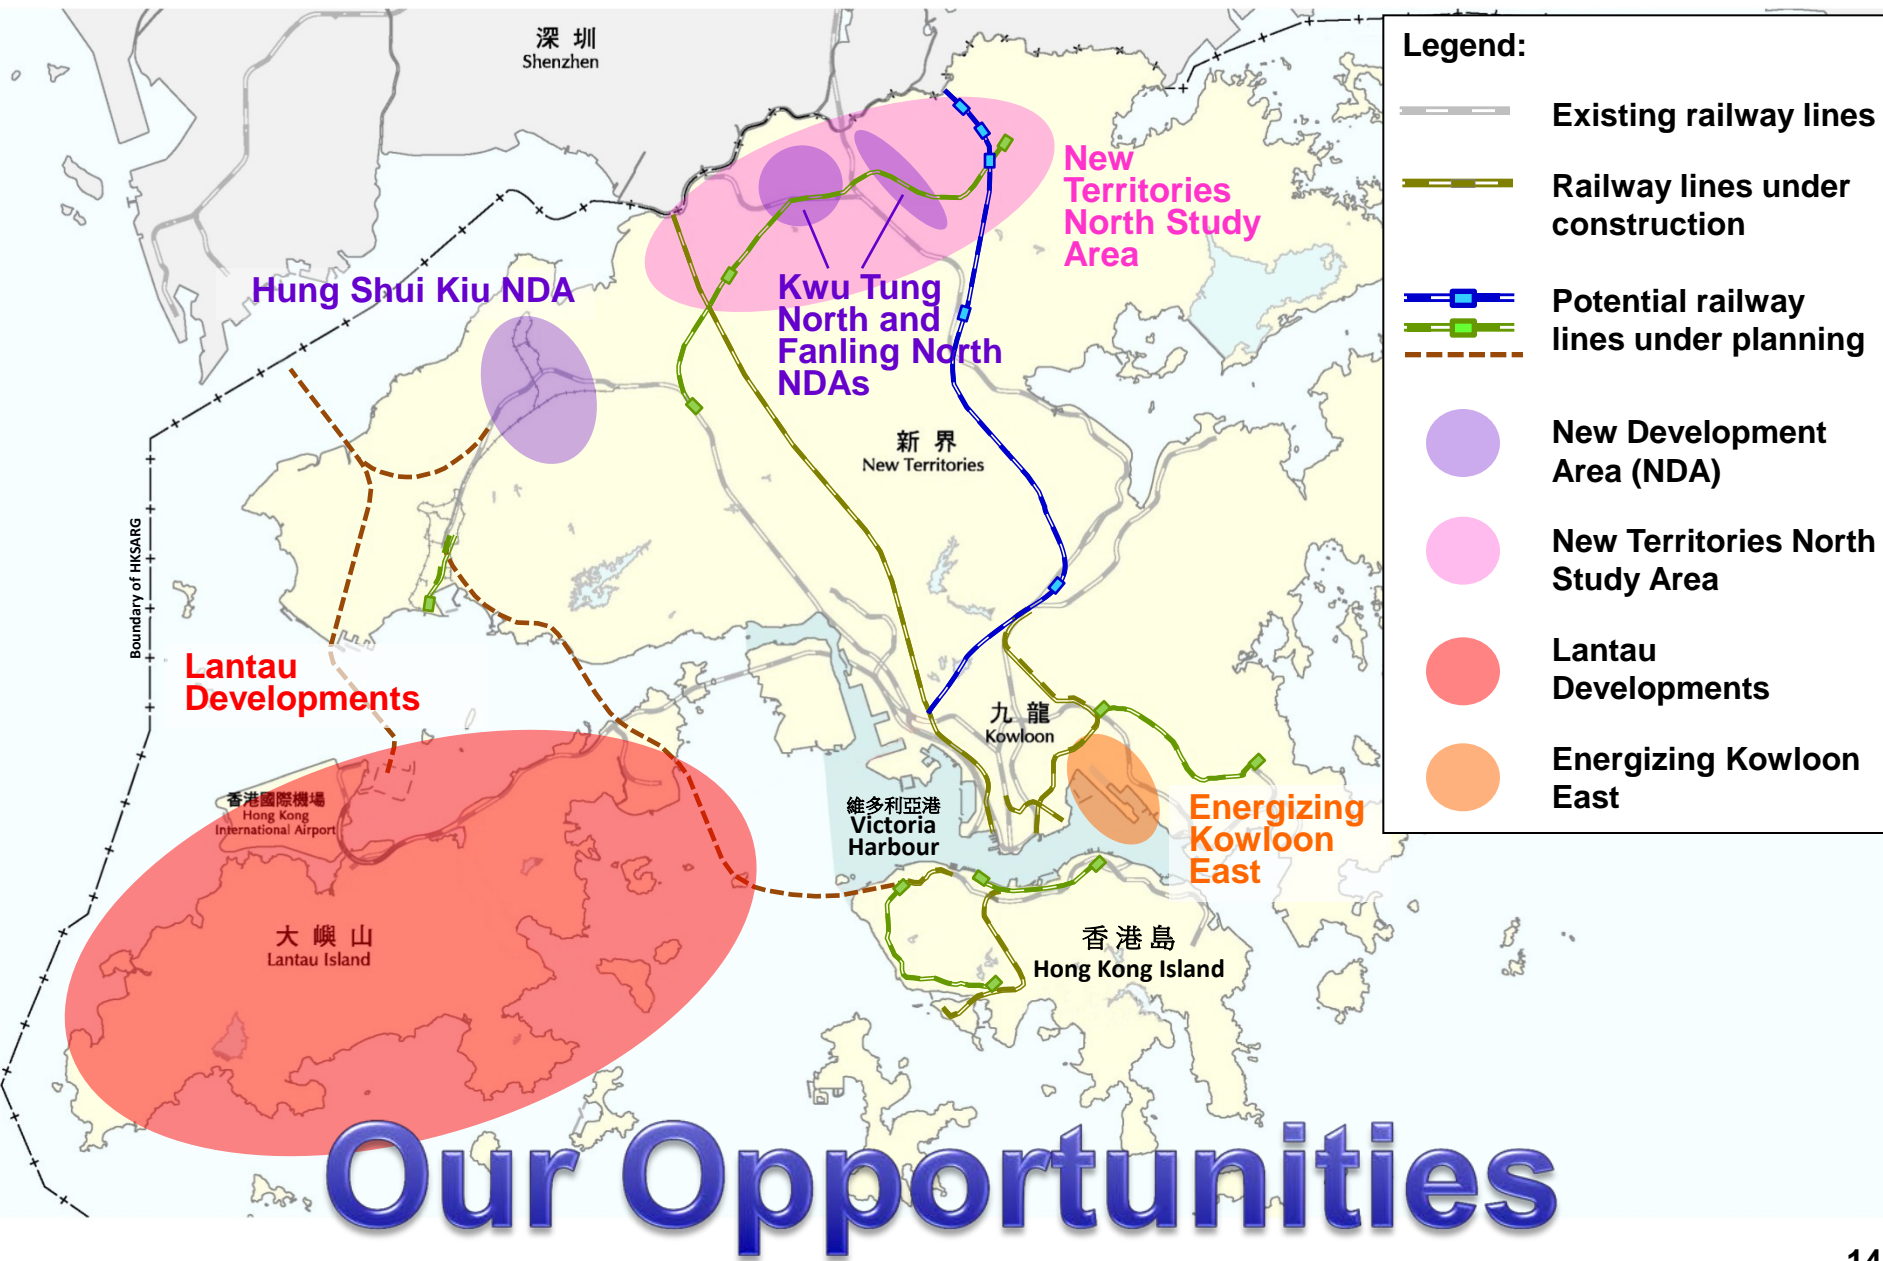 深 圳
Shenzhen
Legend:
Existing railway lines
Railway lines under
construction
Potential railway
lines under planning
New Development
Area (NDA)
New Territories North
Study Area
Lantau
Developments
Energizing Kowloon
East
New
Territories
North Study
Area
Hung Shui Kiu NDA
Kwu Tung
North and
Fanling North
NDAs
新 界
New Territories
Boundary of HKSARG
Lantau
Developments
九 龍
Kowloon
香港國際機場
Hong Kong
International Airport
維多利亞港
Victoria
Harbour
Energizing
Kowloon
East
大 嶼 山
Lantau Island
香 港 島
Hong Kong Island
Our Opportunities
14